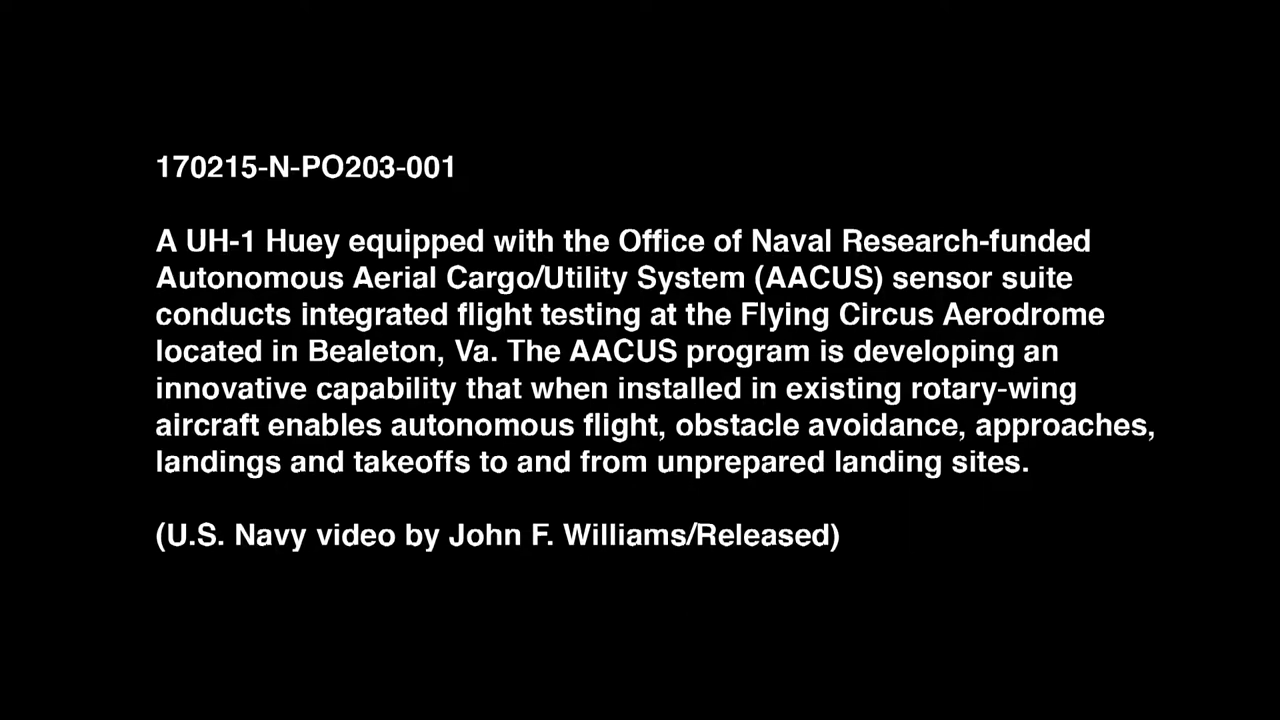 170215-N-PO203-001
A UH-1 Huey equipped with the Office of Naval Research-funded
Autonomous Aerial Cargo/Utility System (AACUS) sensor suite
conducts integrated flight testing at the Flying Circus Aerodrome
located in Bealeton, Va. The AACUS program is developing an
innovative capability that when installed in existing rotary-wing
aircraft enables autonomous flight, obstacle avoidance, approaches,
landings and takeoffs to and from unprepared landing sites.
(U.S. Navy video by John F. Williams/Released)